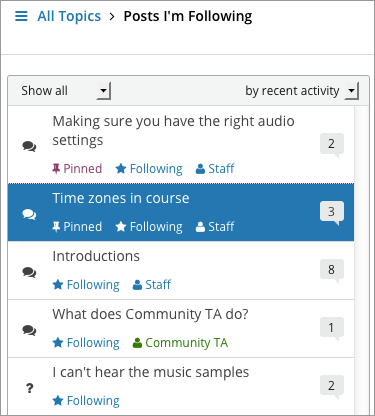 All Topics > Posts I'm Following
Show all by recent activity
Making sure you have the right audio
settings
2
Pinned Following Staff
Time zones in course
3
Pinned Following Staff
Introductions
8
Following Staff
What does Community TA do?
1
Following Community TA
? I can't hear the music samples
2
Following